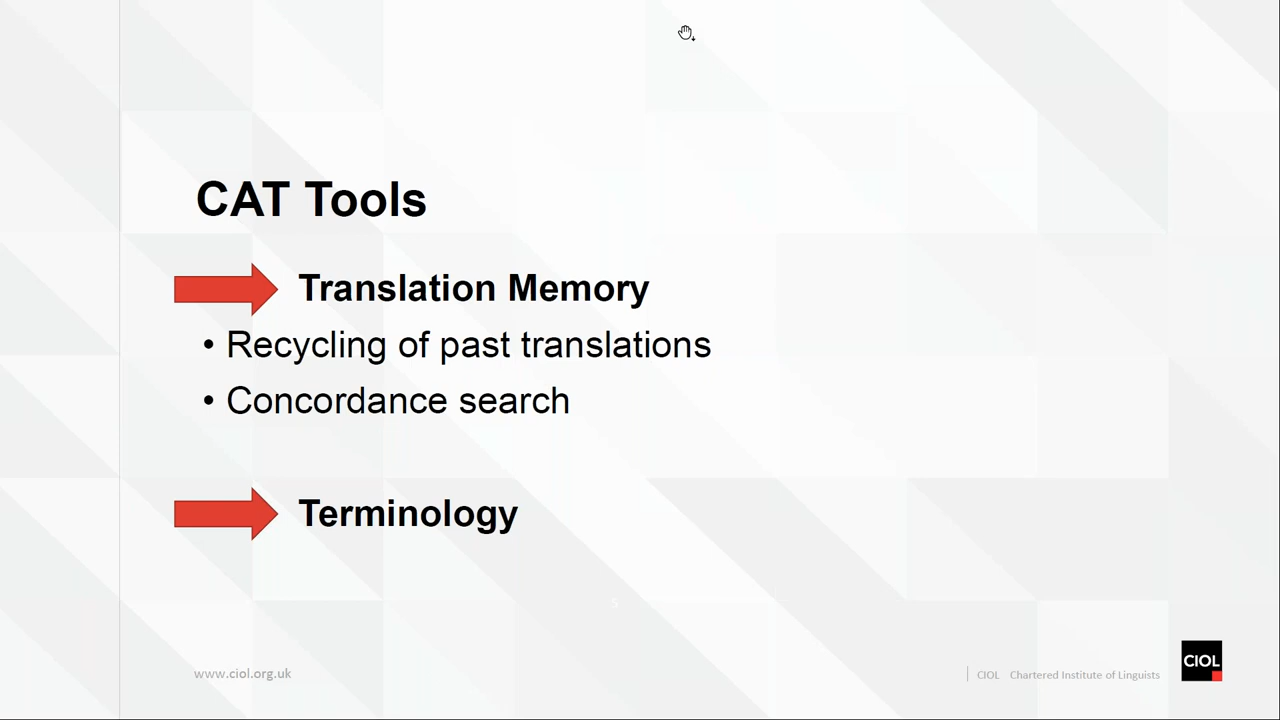 CAT Tools
Translation Memory
• Recycling of past translations
• Concordance search
Terminology
5
www.ciol.org.uk
CIOL Chartered Institute of Linguists
CIOL